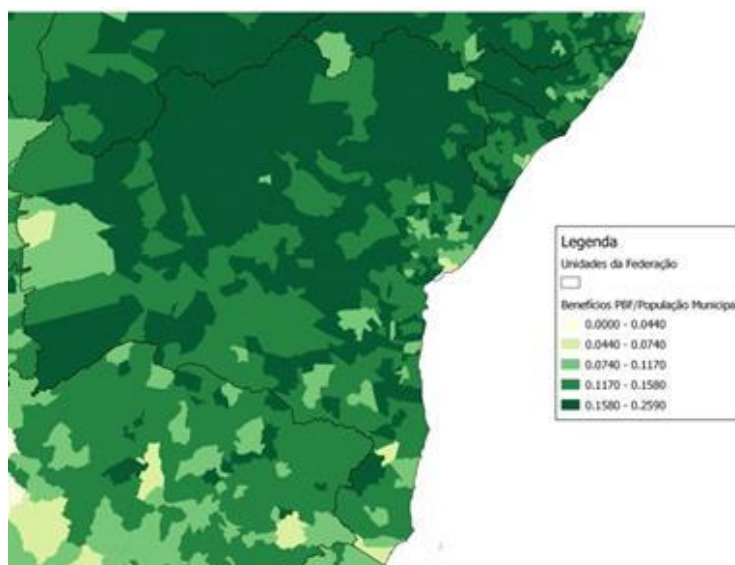 Legenda
Unidades da Federação
Benefícios PBF/População Municipa
0.0000 - 0.0440
0.0440 - 0.0740
0.0740 - 0.1170
0.1170 - 0.1580
0.1580 - 0.2590